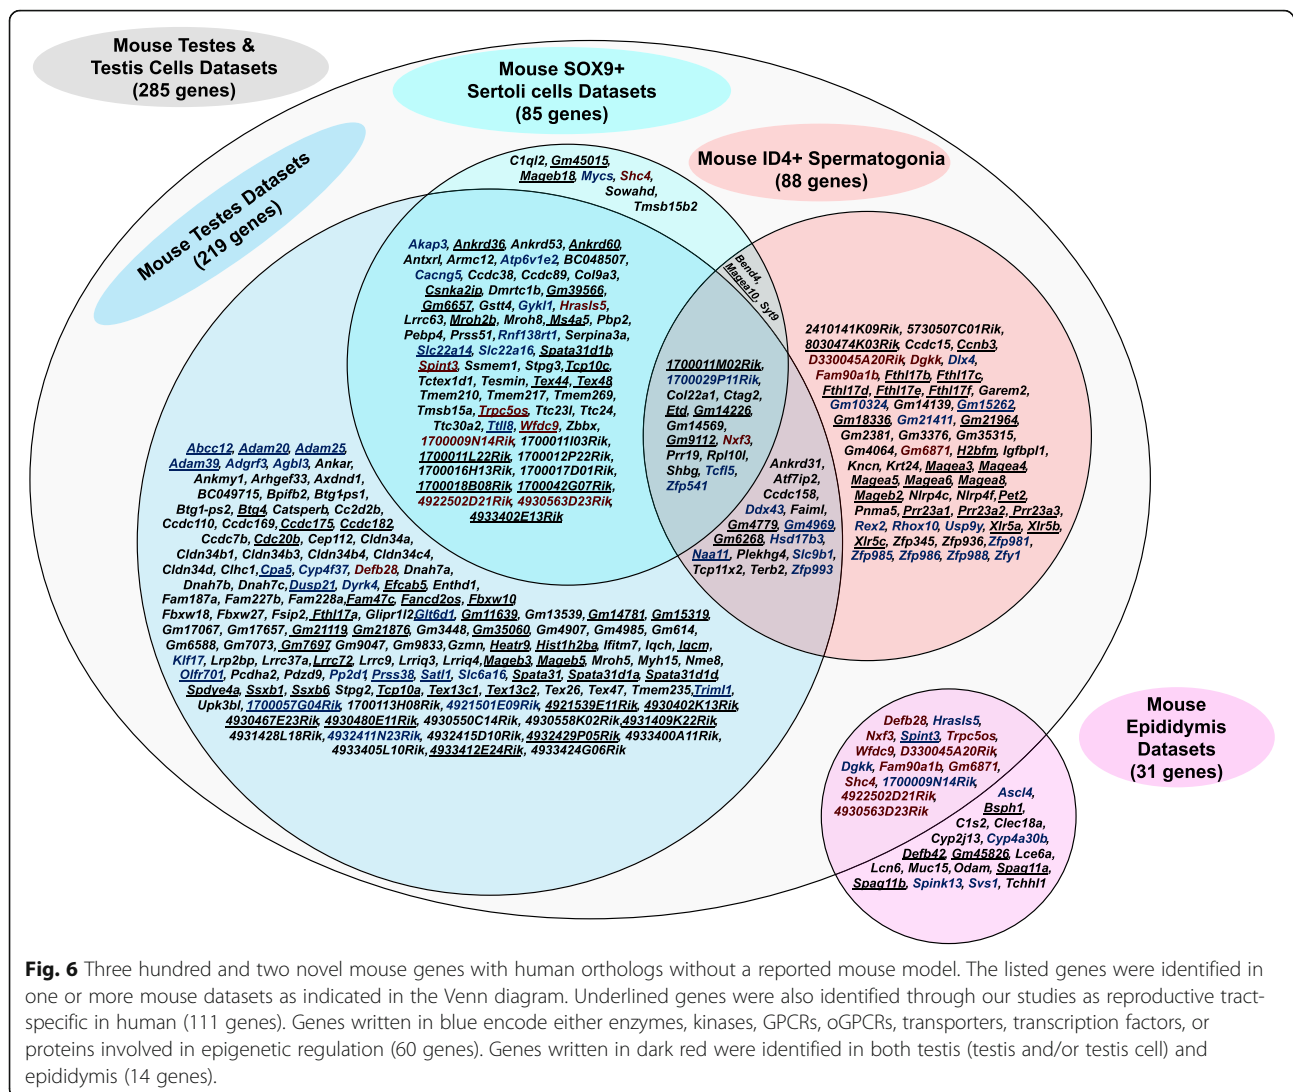 Mouse Testes &
Testis Cells Datasets
(285 genes)
Mouse SOX9+
Sertoli cells Datasets
(85 genes)
Mouse ID4+ Spermatogonia
(88 genes)
Mouse Testes Datasets
(219 genes)
C1ql2, Gm45015,
Mageb18, Mycs, Shc4,
Sowahd,
Tmsb15b2
Akap3, Ankrd36, Ankrd53, Ankrd60,
Antxrl, Armc12, Atp6v1e2, BC048507,
Cacng5, Ccdc38, Ccdc89, Col9a3,
Csnka2ip, Dmrtc1b, Gm39566,
Gm6657, Gstt4, Gykl1, Hrasls5,
Lrrc63, Mroh2b, Mroh8, Ms4a5, Pbp2,
Pebp4, Prss51, Rnf138rt1, Serpina3a,
Slc22a14, Slc22a16, Spata31d1b,
Spint3, Ssmem1, Stpg3, Tcp10c,
Tctex1d1, Tesmin, Tex44, Tex48
Tmem210, Tmem217, Tmem269,
Tmsb15a, Trpc5os, Ttc23l, Ttc24,
Ttc30a2, Ttll8, Wfdc9, Zbbx,
1700009N14Rik, 1700011I03Rik,
1700011L22Rik, 1700012P22Rik,
1700016H13Rik, 1700017D01Rik,
1700018B08Rik, 1700042G07Rik,
4922502D21Rik, 4930563D23Rik,
4933402E13Rik
Bend4,
Magea10, Syt9
1700011M02Rik,
1700029P11Rik,
Col22a1, Ctag2,
Etd, Gm14226,
Gm14569,
Gm9112, Nxf3,
Prr19, Rpl10l,
Shbg, Tcfl5,
Zfp541
Ankrd31,
Atf7ip2,
Ccdc158,
Ddx43, Faiml,
Gm4779, Gm4969,
Gm6268, Hsd17b3,
Naa11, Plekhg4, Slc9b1,
Tcp11x2, Terb2, Zfp993
2410141K09Rik, 5730507C01Rik,
8030474K03Rik, Ccdc15, Ccnb3,
D330045A20Rik, Dgkk, Dlx4,
Fam90a1b, Fthl17b, Fthl17c,
Fthl17d, Fthl17e, Fthl17f, Garem2,
Gm10324, Gm14139, Gm15262,
Gm18336, Gm21411, Gm21964,
Gm2381, Gm3376, Gm35315,
Gm4064, Gm6871, H2bfm, Igfbpl1,
Kncn, Krt24, Magea3, Magea4,
Magea5, Magea6, Magea8,
Mageb2, Nlrp4c, Nlrp4f, Pet2,
Pnma5, Prr23a1, Prr23a2, Prr23a3,
Rex2, Rhox10, Usp9y, Xlr5a, Xlr5b,
Xlr5c, Zfp345, Zfp936, Zfp981,
Zfp985, Zfp986, Zfp988, Zfy1
Abcc12, Adam20, Adam25,
Adam39, Adgrf3, Agbl3, Ankar,
Ankmy1, Arhgef33, Axdnd1,
BC049715, Bpifb2, Btg1ps1,
Btg1-ps2, Btg4, Catsperb, Cc2d2b,
Ccdc110, Ccdc169, Ccdc175, Ccdc182,
Ccdc7b, Cdc20b, Cep112, Cldn34a,
Cldn34b1, Cldn34b3, Cldn34b4, Cldn34c4,
Cldn34d, Clhc1, Cpa5, Cyp4f37, Defb28, Dnah7a,
Dnah7b, Dnah7c, Dusp21, Dyrk4, Efcab5, Enthd1,
Fam187a, Fam227b, Fam228a, Fam47c, Fancd2os, Fbxw10
Fbxw18, Fbxw27, Fsip2, Fthl17a, Glipr1l2, Glt6d1, Gm11639, Gm13539, Gm14781, Gm15319,
Gm17067, Gm17657, Gm21119, Gm21876, Gm3448, Gm35060, Gm4907, Gm4985, Gm614,
Gm6588, Gm7073, Gm7697, Gm9047, Gm9833, Gzmn, Heatr9, Hist1h2ba, Ifitm7, Iqch, Iqcm,
Klf17, Lrp2bp, Lrrc37a, Lrrc72, Lrrc9, Lrriq3, Lrriq4, Mageb3, Mageb5, Mroh5, Myh15, Nme8,
Olfr701, Pcdha2, Pdzd9, Pp2d1, Prss38, Satl1, Slc6a16, Spata31, Spata31d1a, Spata31d1d,
Spdye4a, Ssxb1, Ssxb6, Stpg2, Tcp10a, Tex13c1, Tex13c2, Tex26, Tex47, Tmem235, Triml1,
Upk3bl, 1700057G04Rik, 1700113H08Rik, 4921501E09Rik, 4921539E11Rik, 4930402K13Rik,
4930467E23Rik, 4930480E11Rik, 4930550C14Rik, 4930558K02Rik, 4931409K22Rik,
4931428L18Rik, 4932411N23Rik, 4932415D10Rik, 4932429P05Rik, 4933400A11Rik,
4933405L10Rik, 4933412E24Rik, 4933424G06Rik
Mouse
Epididymis
Datasets
(31 genes)
Defb28, Hrasls5,
Nxf3, Spint3, Trpc5os,
Wfdc9, D330045A20Rik,
Dgkk, Fam90a1b, Gm6871,
Shc4, 1700009N14Rik,
4922502D21Rik,
4930563D23Rik
Ascl4,
Bsph1,
C1s2, Clec18a,
Cyp2j13, Cyp4a30b,
Defb42, Gm45826, Lce6a,
Lcn6, Muc15, Odam, Spag11a,
Spag11b, Spink13, Svs1, Tchhl1
Fig. 6 Three hundred and two novel mouse genes with human orthologs without a reported mouse model. The listed genes were identified in
one or more mouse datasets as indicated in the Venn diagram. Underlined genes were also identified through our studies as reproductive tract-
specific in human (111 genes). Genes written in blue encode either enzymes, kinases, GPCRs, oGPCRs, transporters, transcription factors, or
proteins involved in epigenetic regulation (60 genes). Genes written in dark red were identified in both testis (testis and/or testis cell) and
epididymis (14 genes).